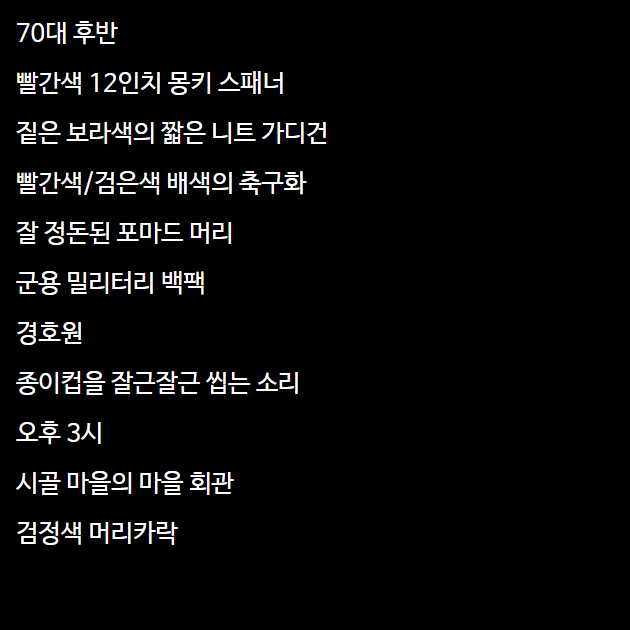 70대 후반
빨간색 12인치 몽키 스패너
짙은 보라색의 짧은 니트 가디건
빨간색/검은색 배색의 축구화
잘 정돈된 포마드 머리
군용 밀리터리 백팩
경호원
종이컵을 잘근잘근 씹는 소리
오후 3시
시골 마을의 마을 회관
검정색 머리카락